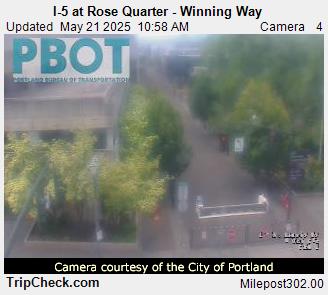 I-5 at Rose Quarter - Winning Way
Updated May 21 2025 10:58 AM Camera 4
PBOT
PORTLAND BUREAU OF TRANSPORTATION
Camera courtesy of the City of Portland
TripCheck.com Milepost302.00